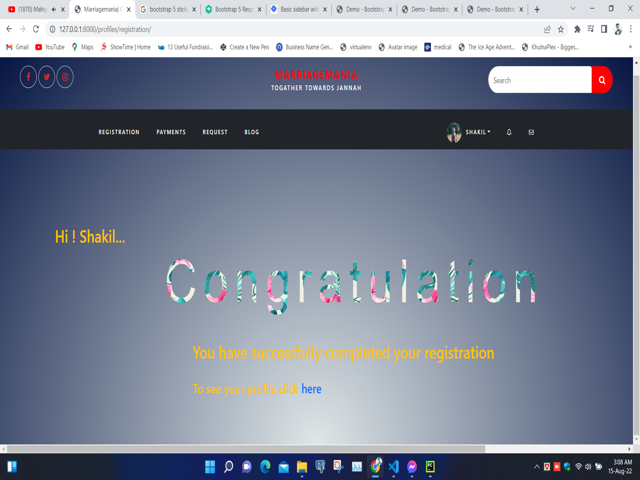 (1870) Mahiy
Marriagemania|
bootstrap 5 stick
Bootstrap 5 Resp
Basic sidebar with
Demo - Bootstra
Demo - Bootstra
Demo - Bootstra
127.0.0.1:8000/profiles/registration/
Gmail YouTube Maps ShowTime | Home 13 Useful Fundraisi... Create a New Pen Business Name Gen... virtualenv Avatar image medical The Ice Age Advent... KhulnaPlex - Bigges...
MARRIAGEMANIA
TOGATHER TOWARDS JANNAH
Search
REGISTRATION PAYMENTS REQUEST BLOG SHAKIL
Hi ! Shakil...
Congratulation
You have successfully completed your registration
To see your profile click here
3:08 AM
15-Aug-22